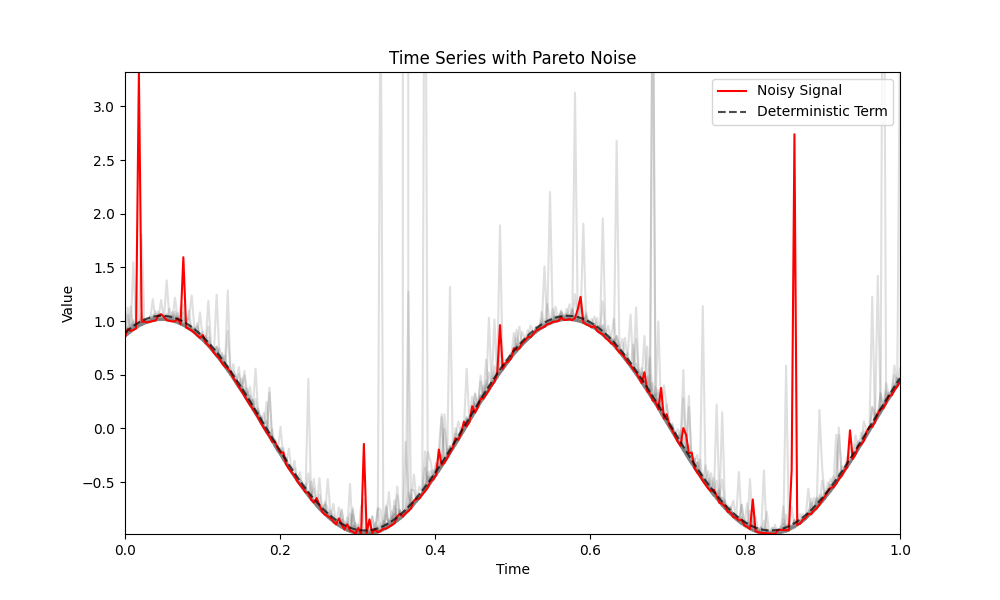 Time Series with Pareto Noise
Noisy Signal
Deterministic Term
Value
3.0
2.5
2.0
1.5
1.0
0.5
0.0
−0.5
0.0 0.2 0.4 0.6 0.8 1.0
Time